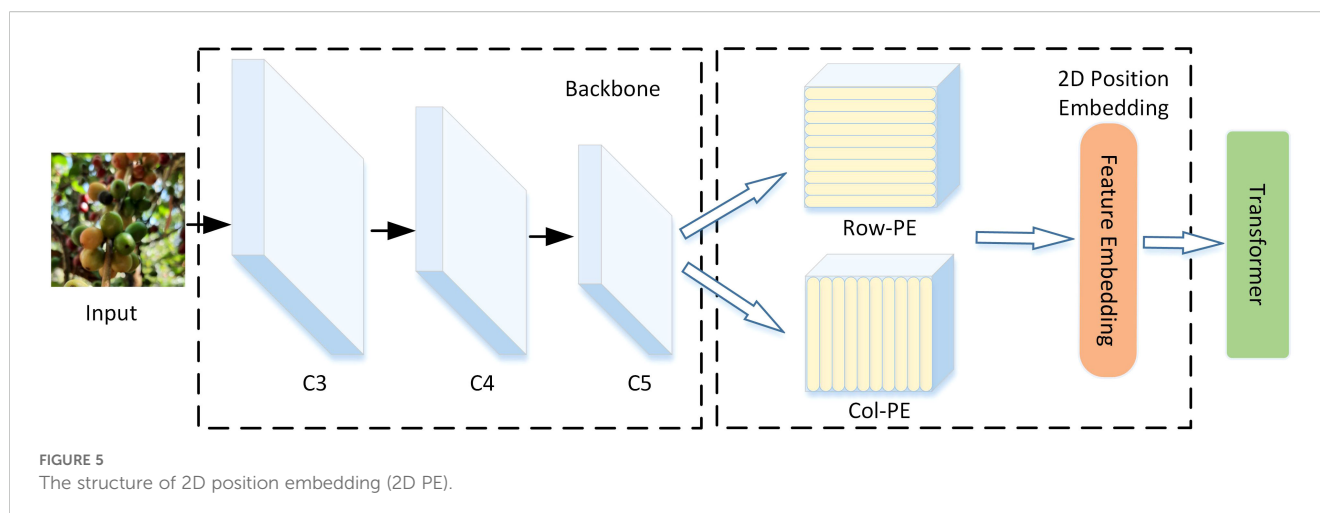 Backbone
2D Position
Embedding
Input
C3
C4
C5
Row-PE
Col-PE
Feature Embedding
Transformer
FIGURE 5
The structure of 2D position embedding (2D PE).